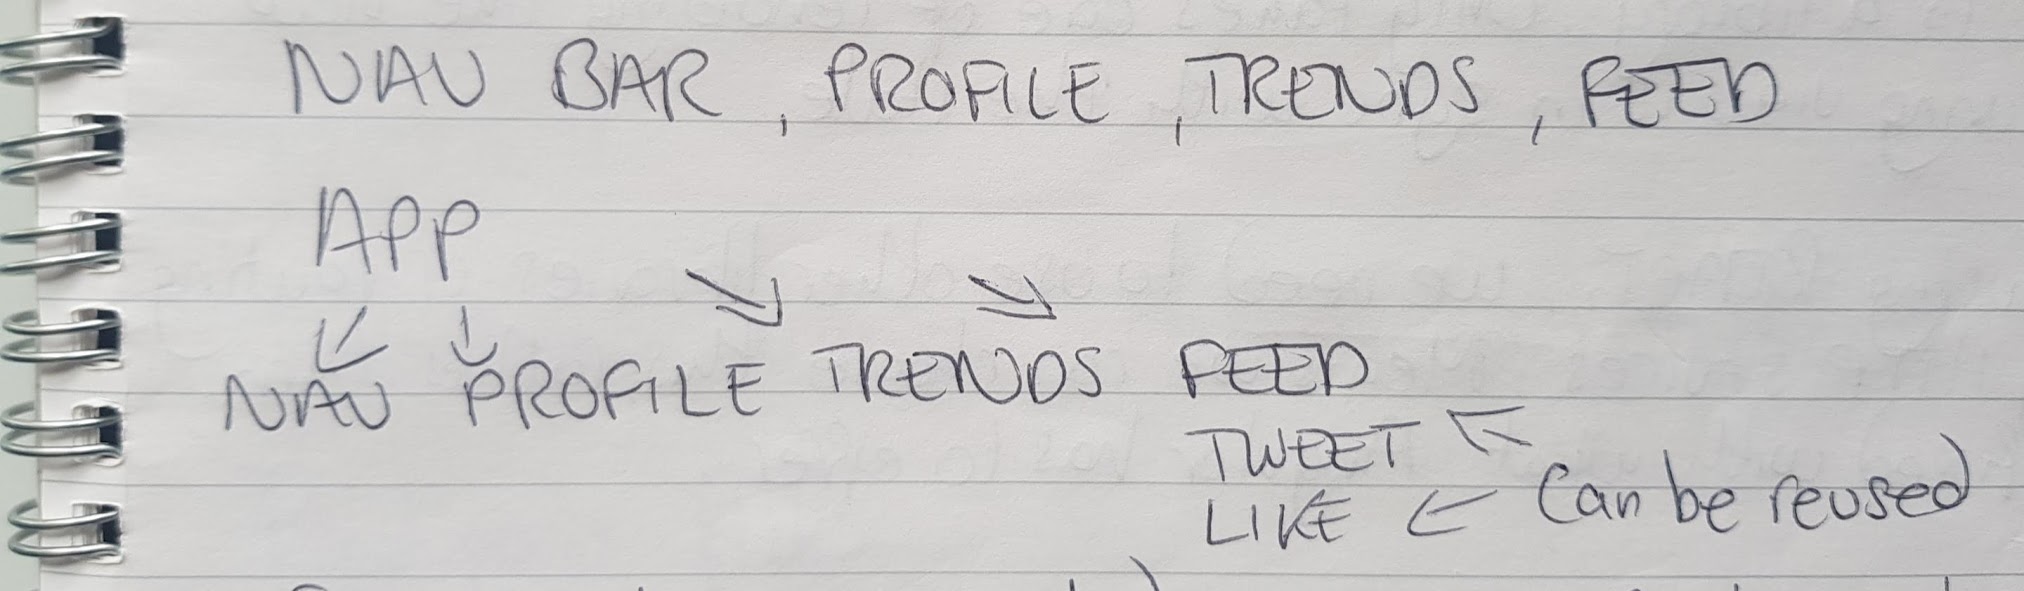 NAV BAR, PROFILE, TRENDS, FEED
APP
NAV PROFILE TRENDS FEED
TWEET
LIKE Can be reused